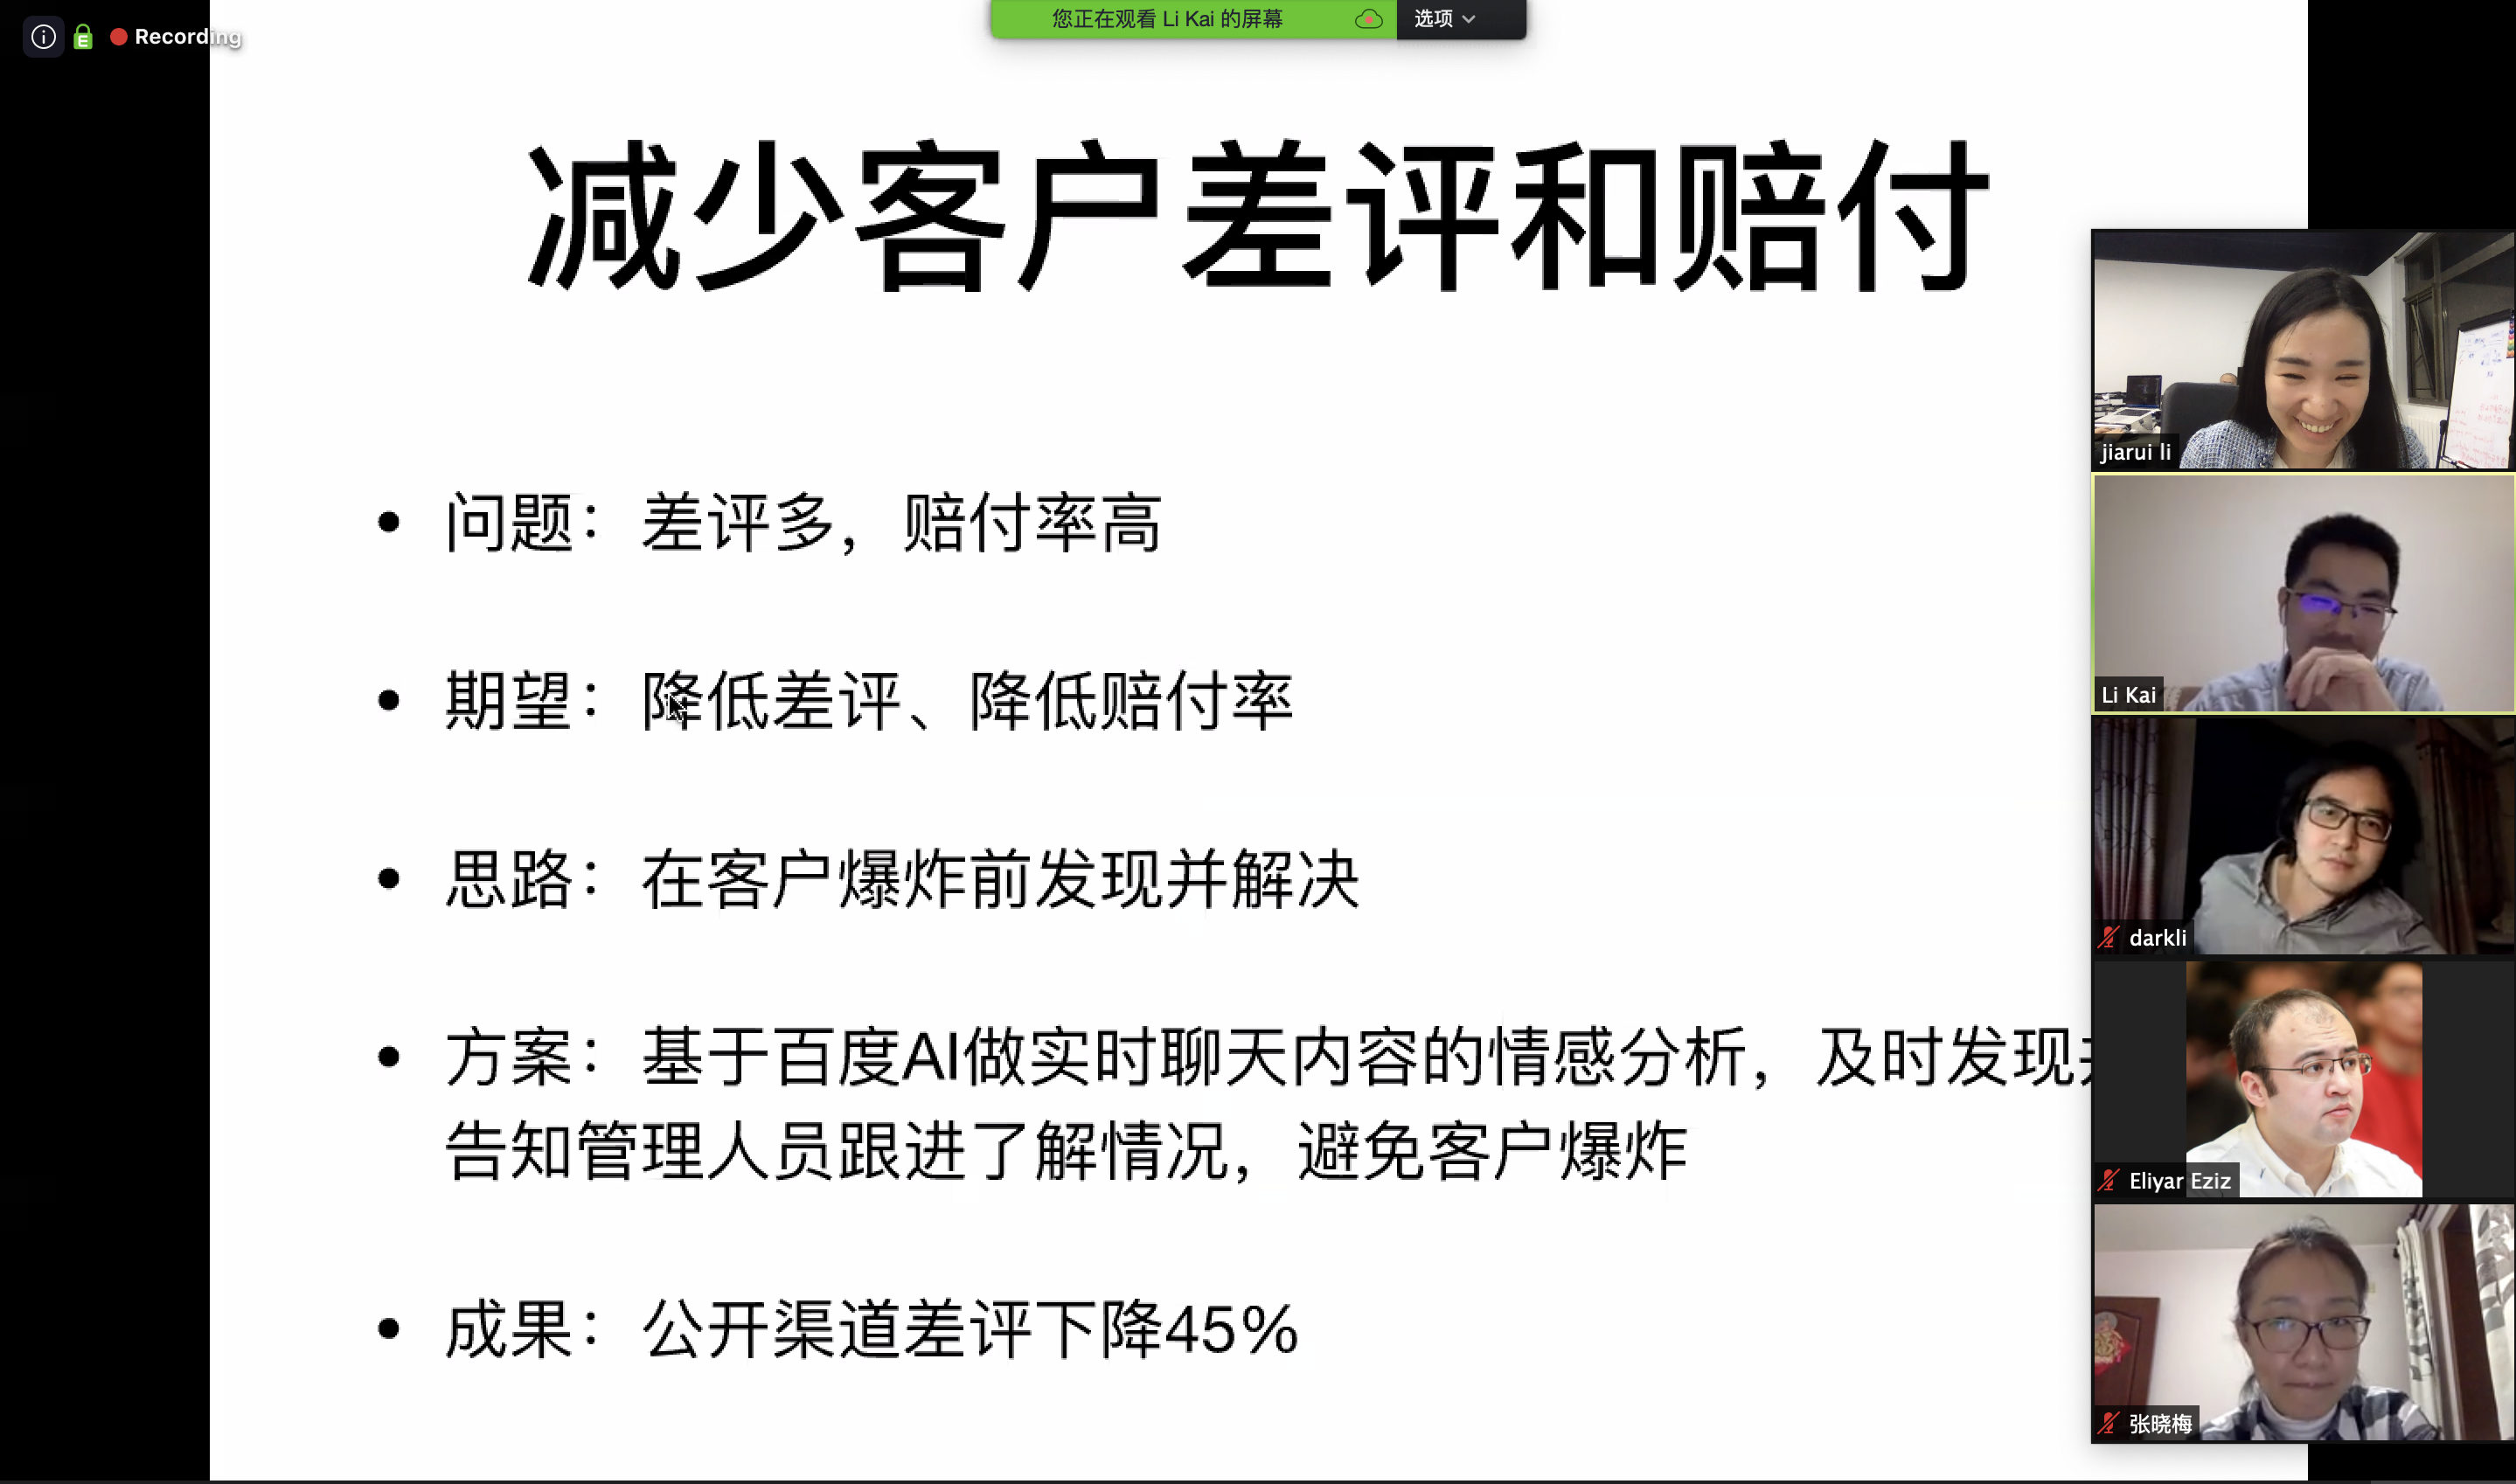 Recording
您正在观看 Li Kai 的屏幕
选项
减少客户差评和赔付
• 问题：差评多，赔付率高
• 期望：降低差评、降低赔付率
• 思路：在客户爆炸前发现并解决
• 方案：基于百度AI做实时聊天内容的情感分析，及时发现
告知管理人员跟进了解情况，避免客户爆炸
• 成果：公开渠道差评下降45%
jiarui li
Li Kai
darkli
Eliyar Eziz
张晓梅